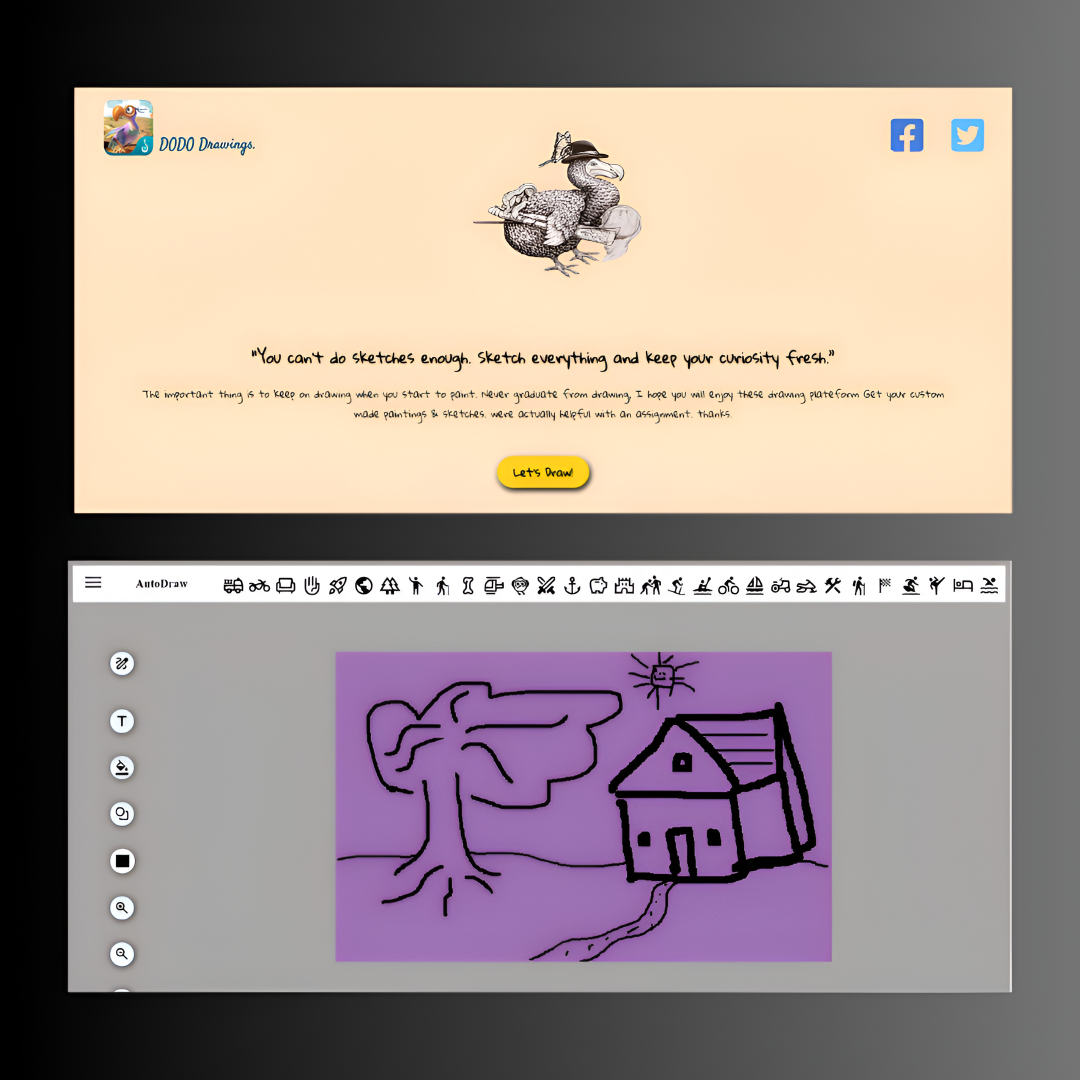 DODO Drawings.
"You can't do sketches enough. Sketch everything and keep your curiosity fresh."
The important thing is to keep on drawing when you start to paint. Never graduate from drawing, I hope you will enjoy these drawing plateform Get your custom
made paintings & sketches. were actually helpful with an assignment. thanks.
Let's Draw!
AutoDraw
T